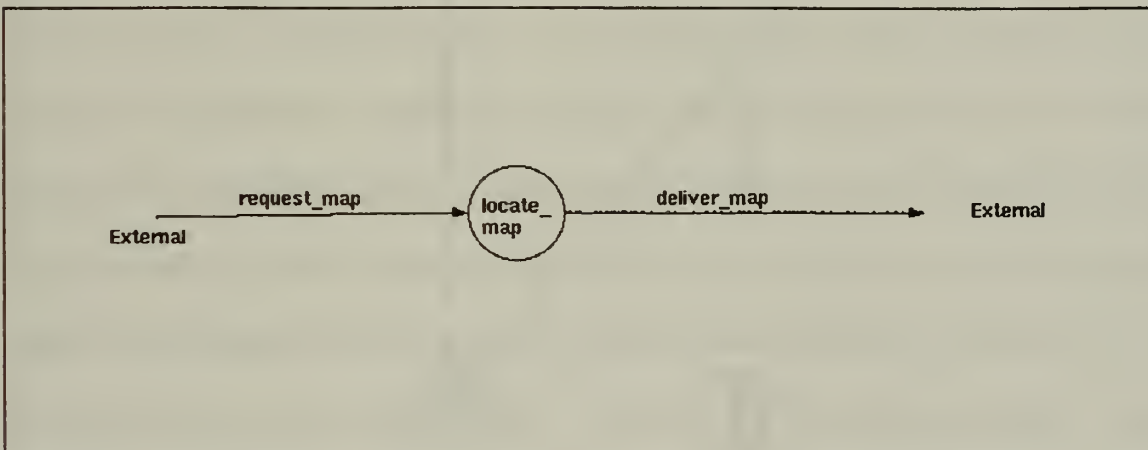 request_map
External
locate_
map
deliver_map
External